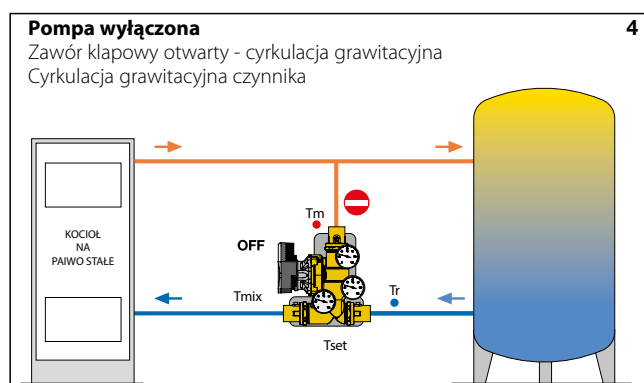 Pompa wyłączona 4
Zawór klapowy otwarty - cyrkulacja grawitacyjna
Cyrkulacja grawitacyjna czynnika
KOCIOŁ
NA
PAIWO STAŁE
Tm
OFF
Tmix
Tr
Tset